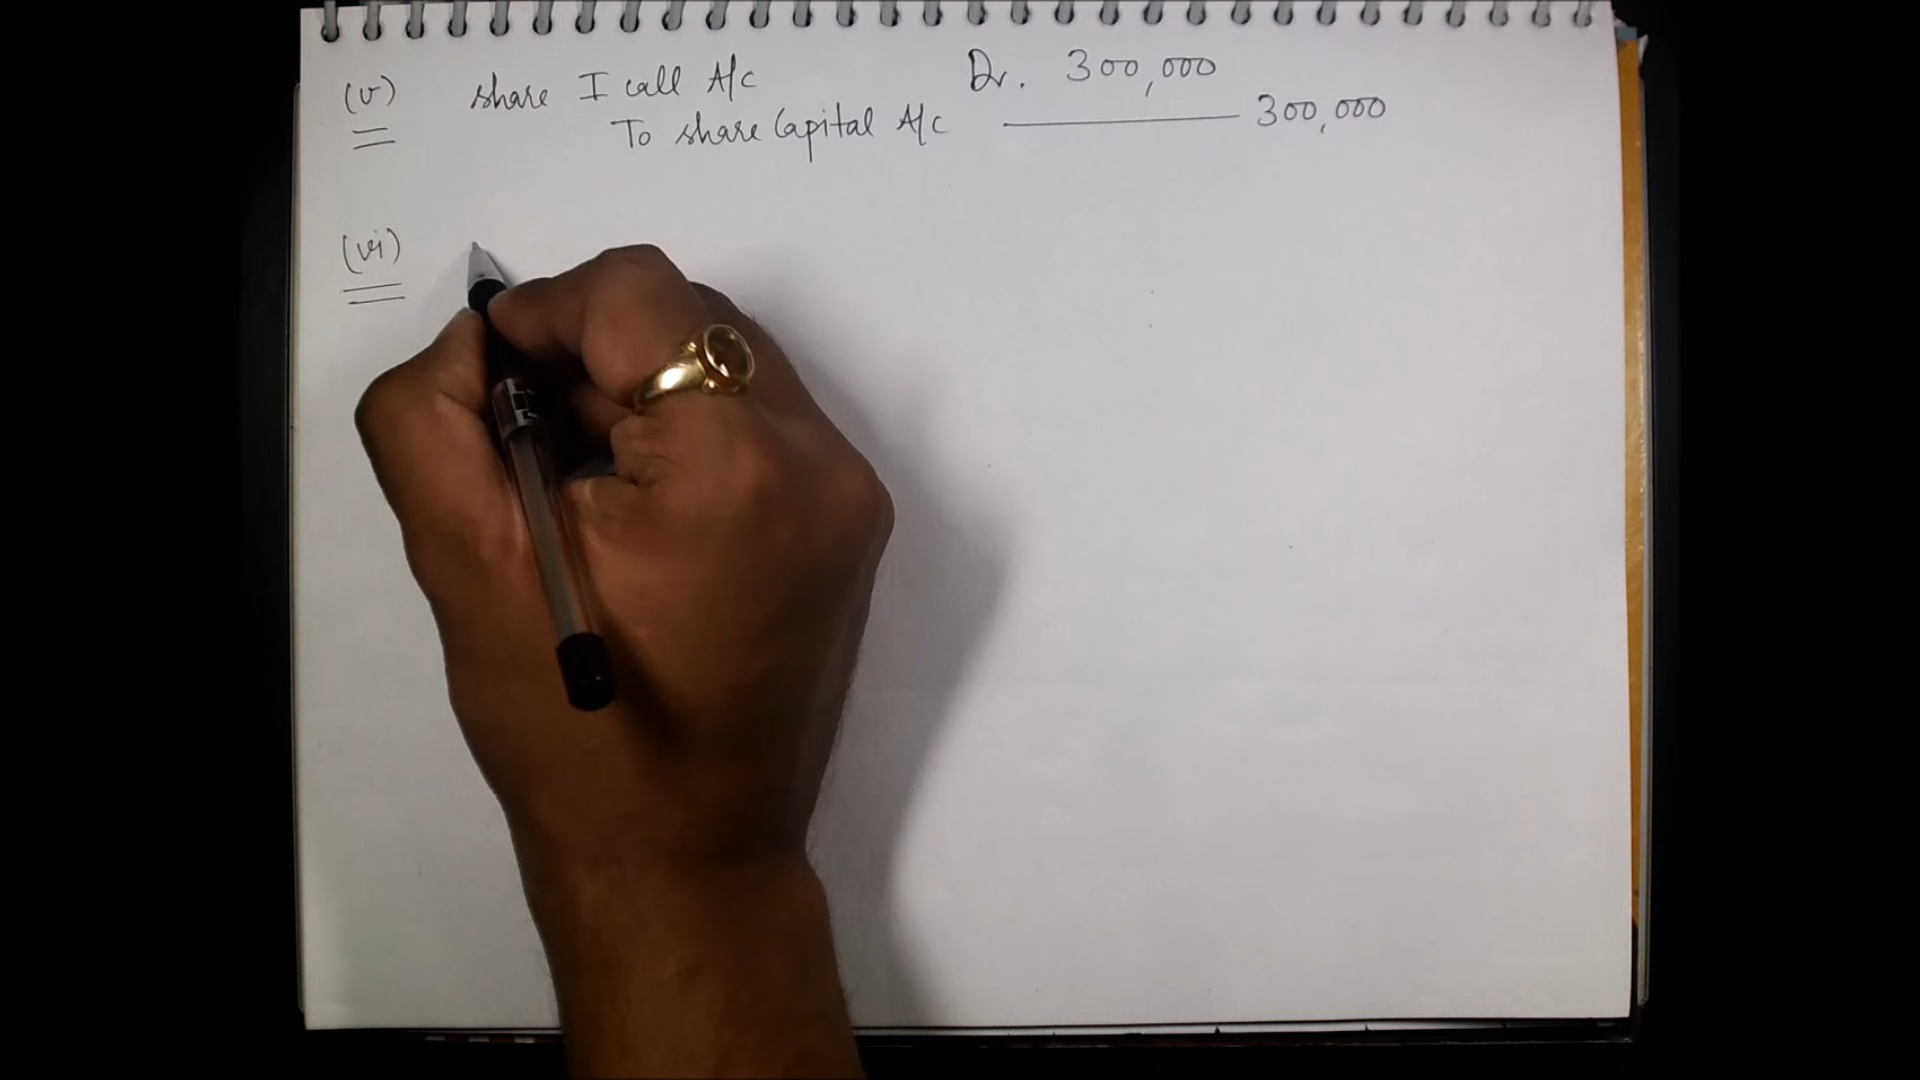 (v) share I call A/c Dr. 300,000
To share Capital A/c 300,000
(vi)